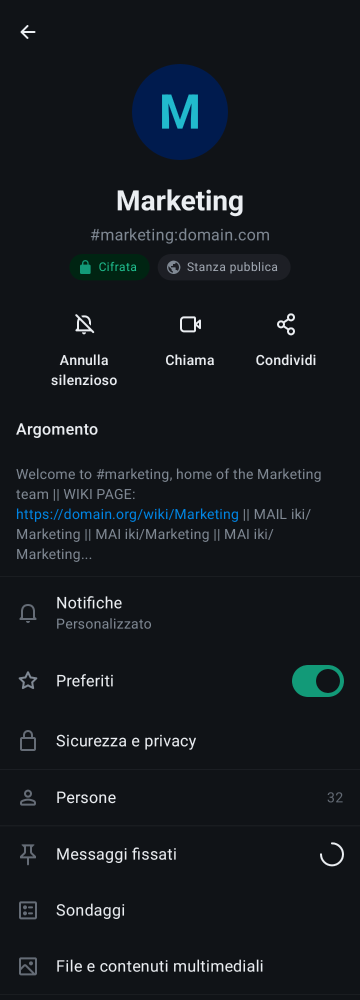 M
Marketing
#marketing:domain.com
Cifrata
Stanza pubblica
Annulla
silenzioso
Chiama
Condividi
Argomento
Welcome to #marketing, home of the Marketing
team || WIKI PAGE:
https://domain.org/wiki/Marketing || MAIL iki/
Marketing || MAI iki/Marketing || MAI iki/
Marketing...
Notifiche
Personalizzato
Preferiti
Sicurezza e privacy
Persone 32
Messaggi fissati
Sondaggi
File e contenuti multimediali